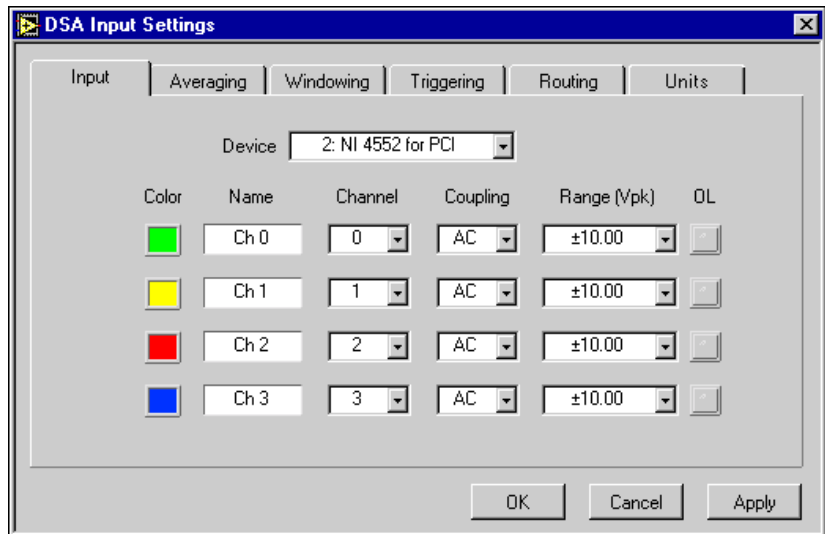 DSA Input Settings
Input Averaging Windowing Triggering Routing Units
Device 2: NI 4552 for PCI
Color Name Channel Coupling Range (Vpk) OL
Ch 0 0 AC ±10.00
Ch 1 1 AC ±10.00
Ch 2 2 AC ±10.00
Ch 3 3 AC ±10.00
OK Cancel Apply